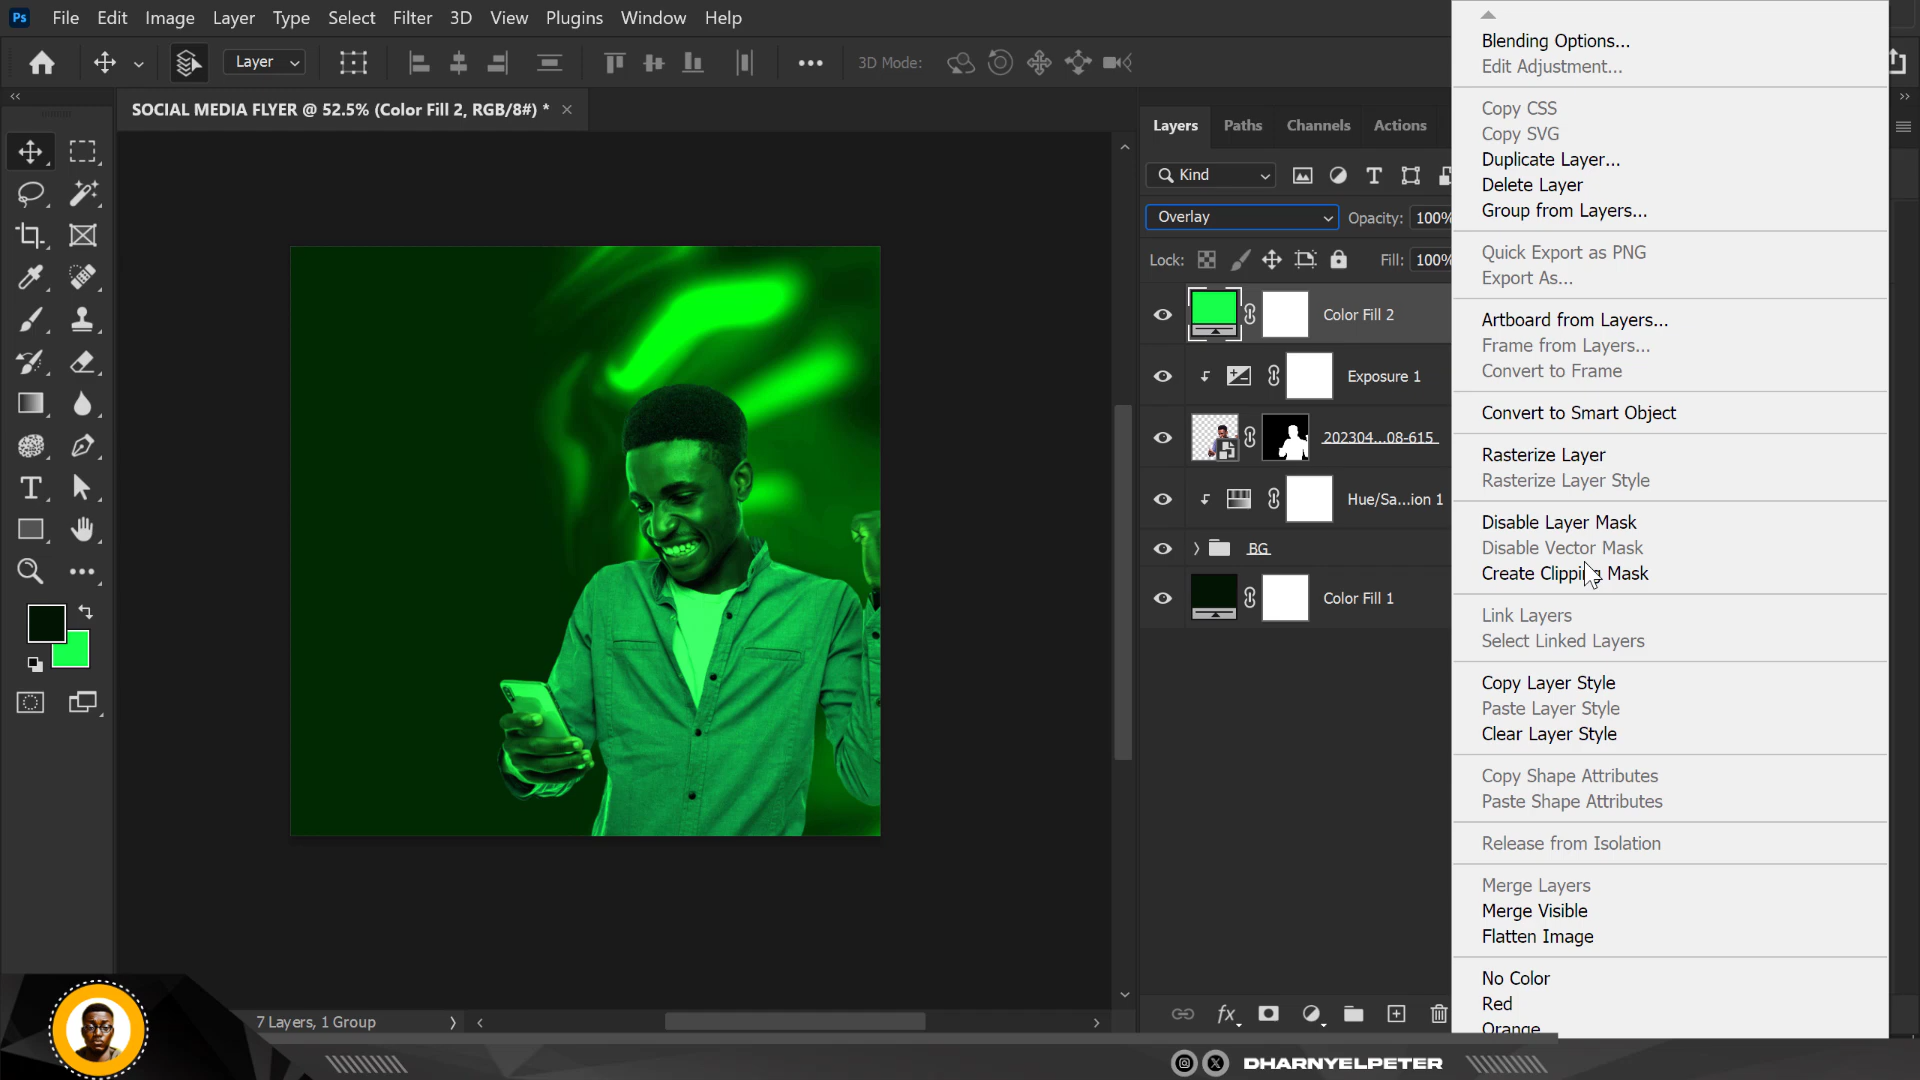 Ps File Edit Image Layer Type Select Filter 3D View Plugins Window Help
Layer 3D Mode:
SOCIAL MEDIA FLYER @ 52.5% (Color Fill 2, RGB/8#) *
Layers Paths Channels Actions
Kind
Overlay Opacity: 100%
Lock: Fill: 100%
Color Fill 2
Exposure 1
202304...08-615
Hue/Sa...ion 1
BG
Color Fill 1
Blending Options...
Edit Adjustment...
Copy CSS
Copy SVG
Duplicate Layer...
Delete Layer
Group from Layers...
Quick Export as PNG
Export As...
Artboard from Layers...
Frame from Layers...
Convert to Frame
Convert to Smart Object
Rasterize Layer
Rasterize Layer Style
Disable Layer Mask
Disable Vector Mask
Create Clipping Mask
Link Layers
Select Linked Layers
Copy Layer Style
Paste Layer Style
Clear Layer Style
Copy Shape Attributes
Paste Shape Attributes
Release from Isolation
Merge Layers
Merge Visible
Flatten Image
No Color
Red
Orange
7 Layers, 1 Group
fx
DHARNYELPETER